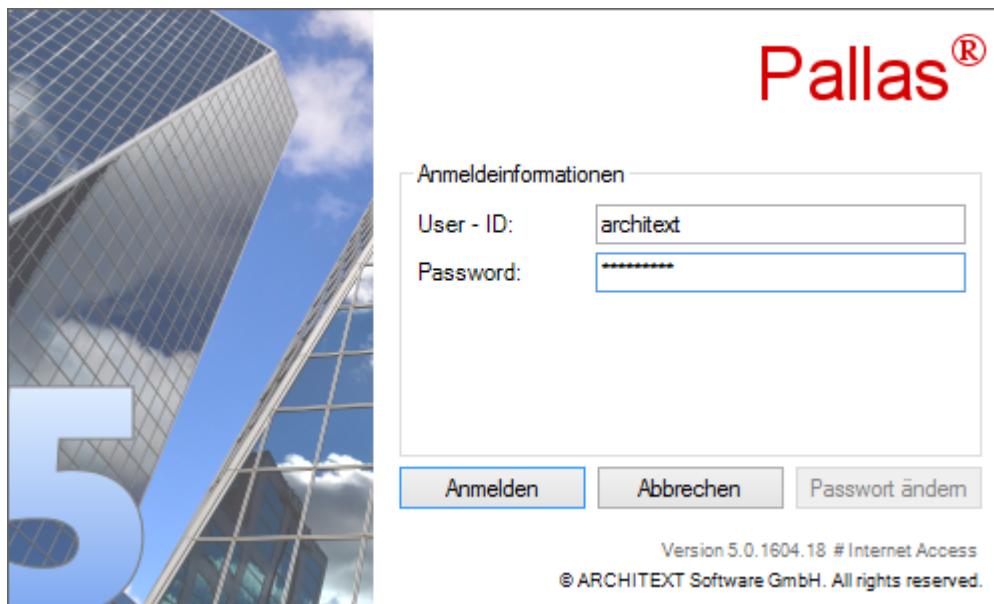 Pallas®
Anmeldeinformationen
User - ID: architext
Password: *********
Anmelden Abbrechen Passwort ändern
5
Version 5.0.1604.18 # Internet Access
© ARCHITEXT Software GmbH. All rights reserved.